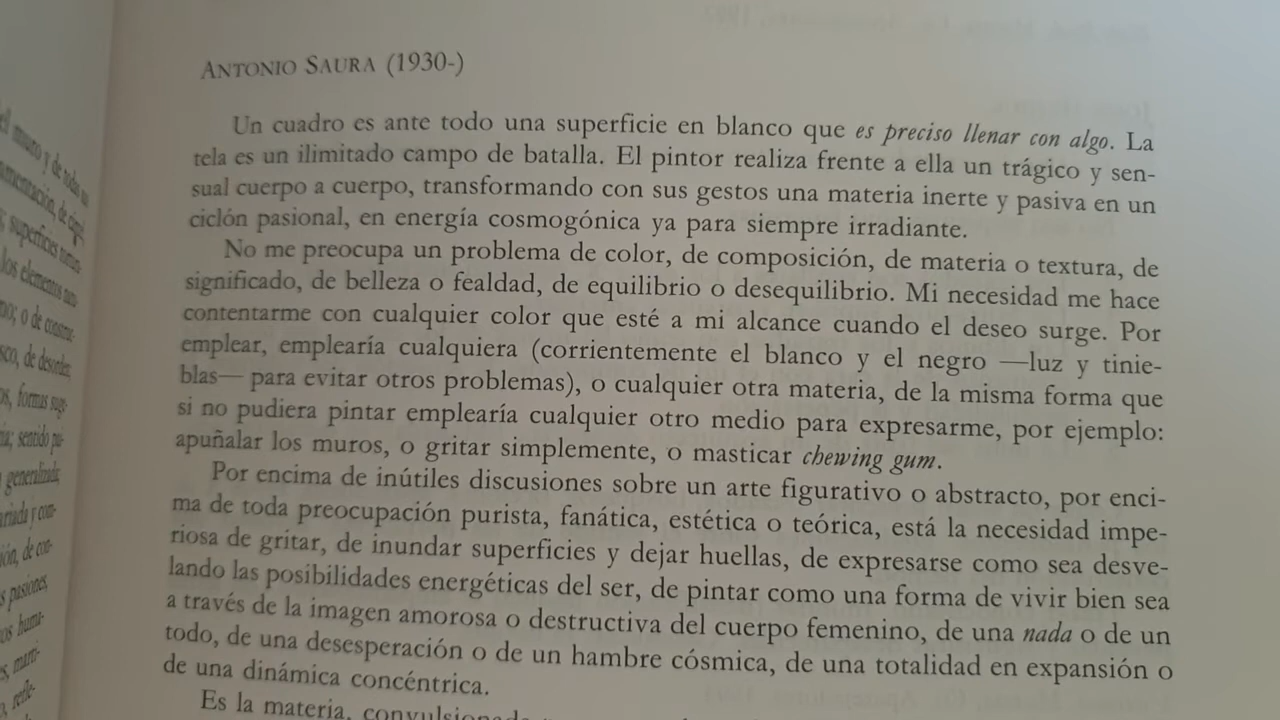 ANTONIO SAURA (1930-)
Un cuadro es ante todo una superficie en blanco que es preciso llenar con algo. La
tela es un ilimitado campo de batalla. El pintor realiza frente a ella un trágico y sen-
sual cuerpo a cuerpo, transformando con sus gestos una materia inerte y pasiva en un
ciclón pasional, en energía cosmogónica ya para siempre irradiante.
No me preocupa un problema de color, de composición, de materia o textura, de
significado, de belleza o fealdad, de equilibrio o desequilibrio. Mi necesidad me hace
contentarme con cualquier color que esté a mi alcance cuando el deseo surge. Por
emplear, emplearía cualquiera (corrientemente el blanco y el negro —luz y tinie-
blas— para evitar otros problemas), o cualquier otra materia, de la misma forma que
si no pudiera pintar emplearía cualquier otro medio para expresarme, por ejemplo:
apuñalar los muros, o gritar simplemente, o masticar chewing gum.
Por encima de inútiles discusiones sobre un arte figurativo o abstracto, por enci-
ma de toda preocupación purista, fanática, estética o teórica, está la necesidad impe-
riosa de gritar, de inundar superficies y dejar huellas, de expresarse como sea desve-
lando las posibilidades energéticas del ser, de pintar como una forma de vivir bien sea
a través de la imagen amorosa o destructiva del cuerpo femenino, de una nada o de un
todo, de una desesperación o de un hambre cósmica, de una totalidad en expansión o
de una dinámica concéntrica.
Es la materia,